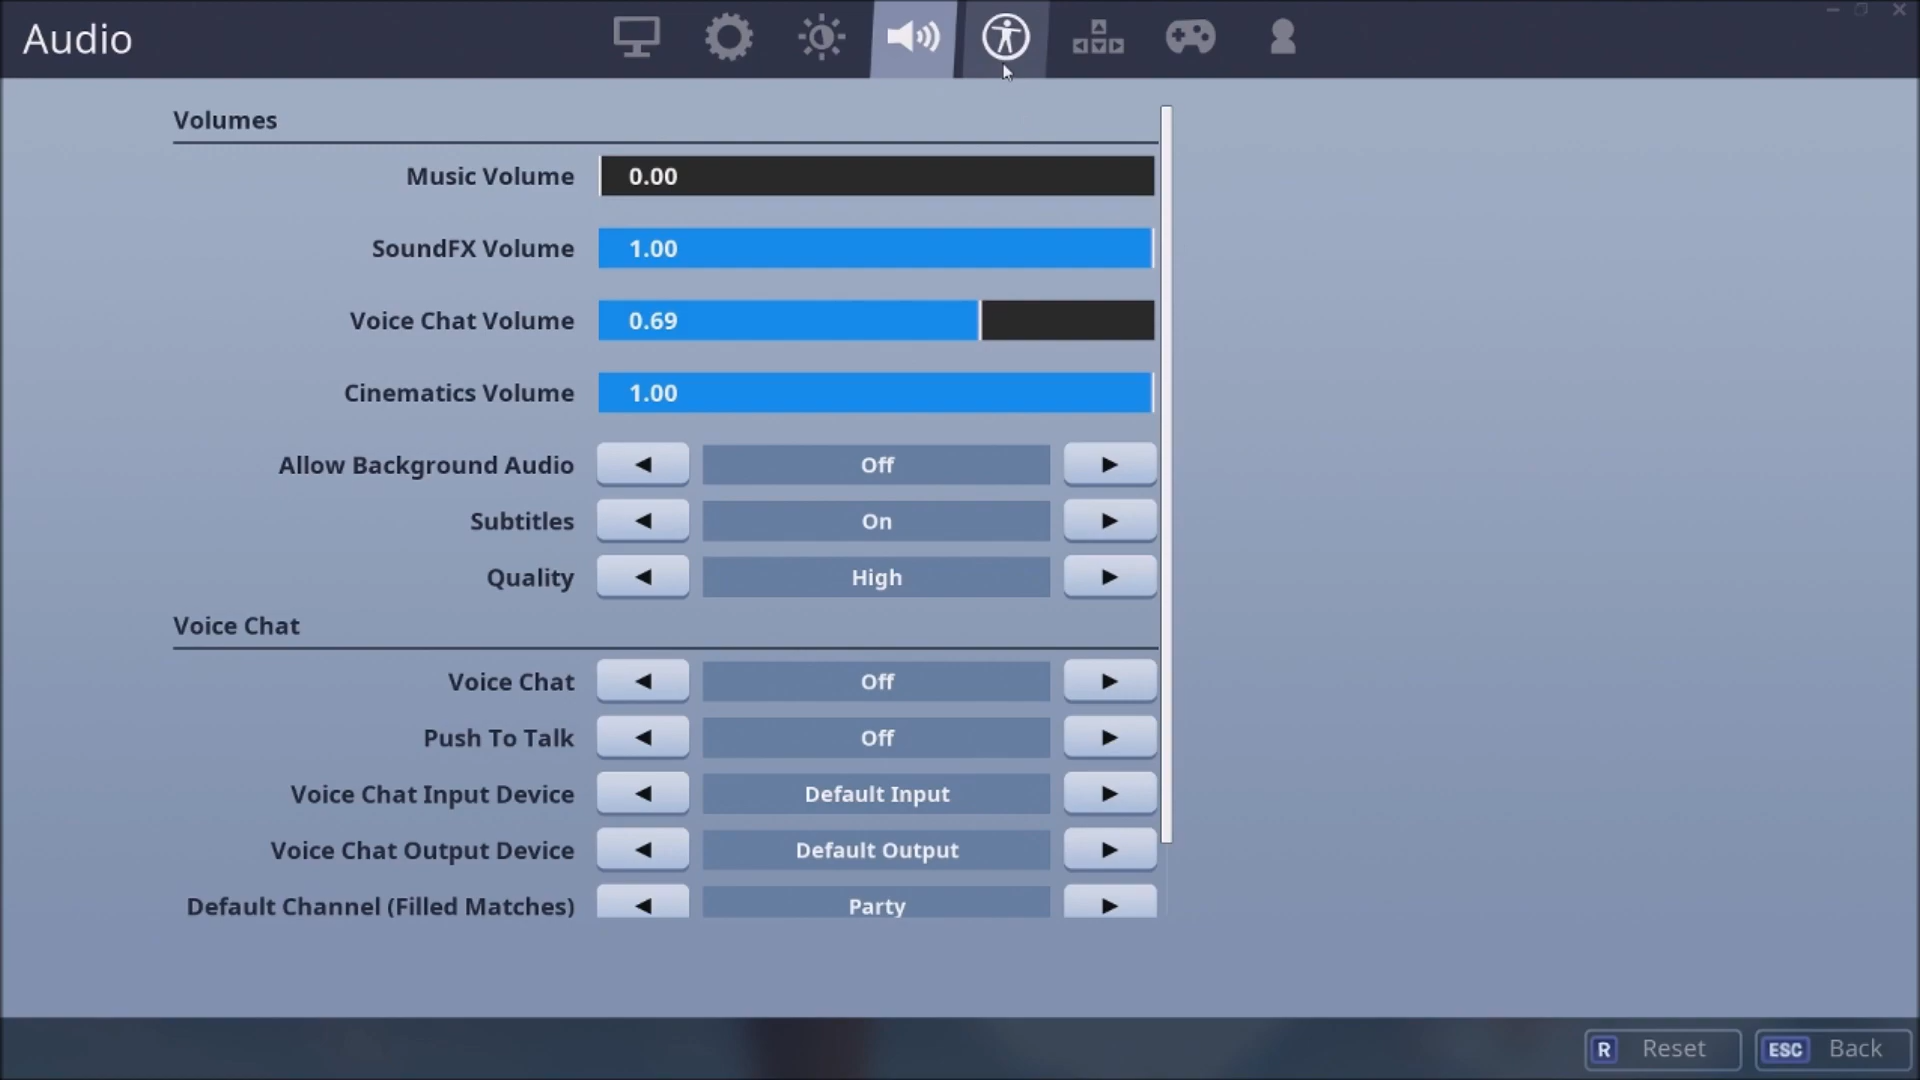 Audio
Volumes
Music Volume 0.00
SoundFX Volume 1.00
Voice Chat Volume 0.69
Cinematics Volume 1.00
Allow Background Audio Off
Subtitles On
Quality High
Voice Chat
Voice Chat Off
Push To Talk Off
Voice Chat Input Device Default Input
Voice Chat Output Device Default Output
Default Channel (Filled Matches) Party
R Reset ESC Back